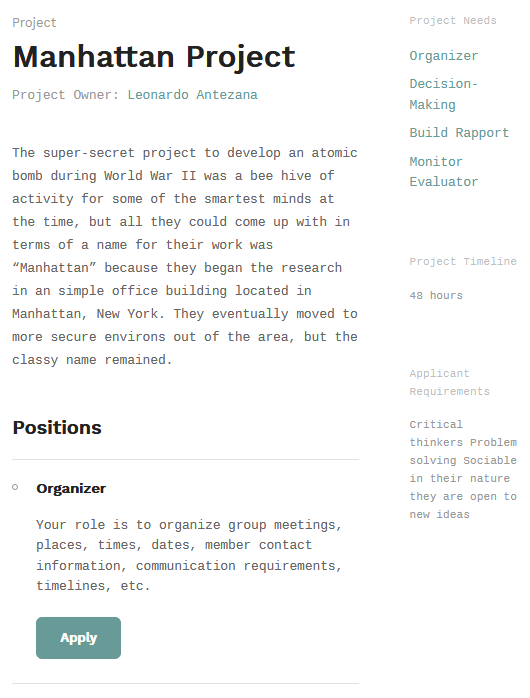 Project
Manhattan Project
Project Owner: Leonardo Antezana
The super-secret project to develop an atomic
bomb during World War II was a bee hive of
activity for some of the smartest minds at
the time, but all they could come up with in
terms of a name for their work was
“Manhattan” because they began the research
in an simple office building located in
Manhattan, New York. They eventually moved to
more secure environs out of the area, but the
classy name remained.
Positions
Organizer
Your role is to organize group meetings,
places, times, dates, member contact
information, communication requirements,
timelines, etc.
Apply
Project Needs
Organizer
Decision-
Making
Build Rapport
Monitor
Evaluator
Project Timeline
48 hours
Applicant
Requirements
Critical
thinkers Problem
solving Sociable
in their nature
they are open to
new ideas